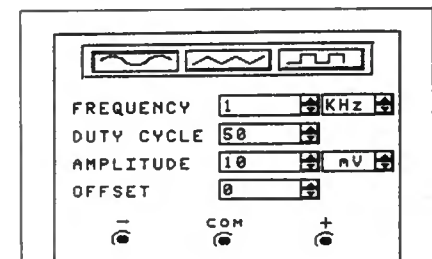 FREQUENCY 1 KHz
DUTY CYCLE 50
AMPLITUDE 10 mV
OFFSET 0
− COM +